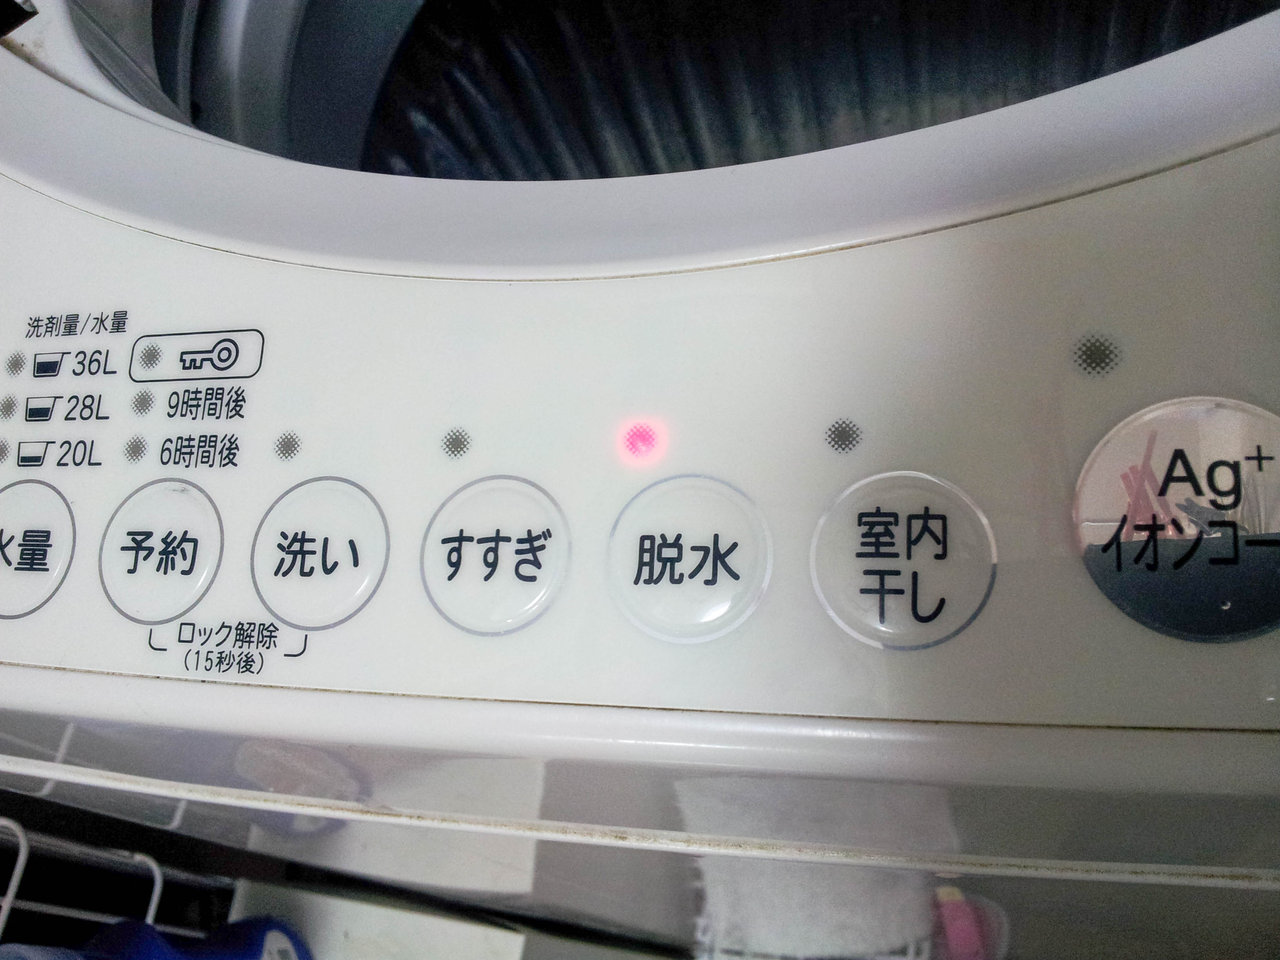 洗剤量/水量
36L
28L
9時間後
20L
6時間後
水量
予約
洗い
すすぎ
脱水
室内
干し
Ag+
イオンコー
ロック解除
(15秒後)